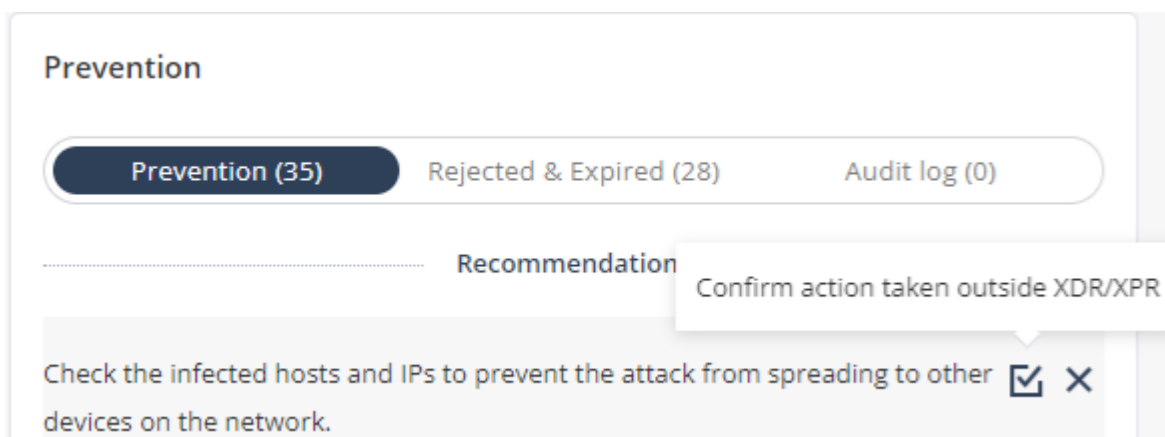 Prevention
Prevention (35) Rejected & Expired (28) Audit log (0)
Recommendation
Confirm action taken outside XDR/XPR
Check the infected hosts and IPs to prevent the attack from spreading to other
devices on the network.